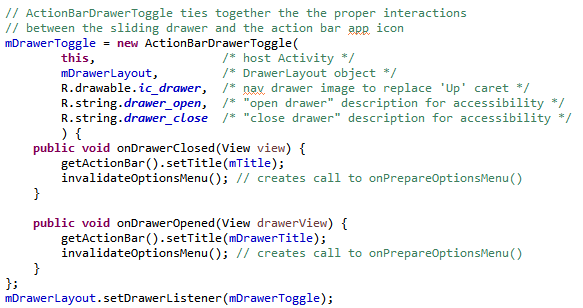 // ActionBarDrawerToggle ties together the the proper interactions
// between the sliding drawer and the action bar app icon
mDrawerToggle = new ActionBarDrawerToggle(
this, /* host Activity */
mDrawerLayout, /* DrawerLayout object */
R.drawable.ic_drawer, /* nav drawer image to replace 'Up' caret */
R.string.drawer_open, /* "open drawer" description for accessibility */
R.string.drawer_close /* "close drawer" description for accessibility */
) {
public void onDrawerClosed(View view) {
getActionBar().setTitle(mTitle);
invalidateOptionsMenu(); // creates call to onPrepareOptionsMenu()
}
public void onDrawerOpened(View drawerView) {
getActionBar().setTitle(mDrawerTitle);
invalidateOptionsMenu(); // creates call to onPrepareOptionsMenu()
}
};
mDrawerLayout.setDrawerListener(mDrawerToggle);